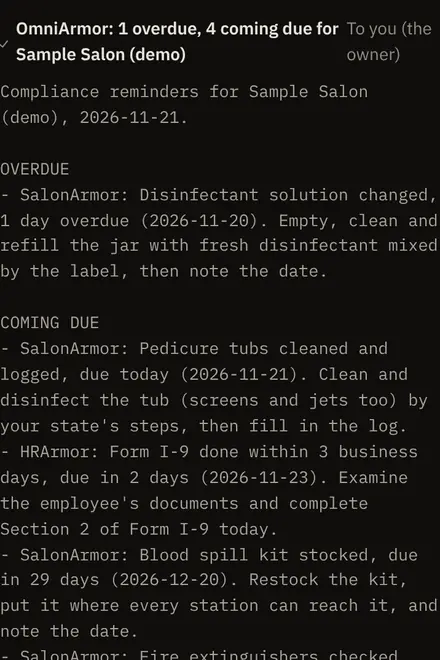 OmniArmor: 1 overdue, 4 coming due for
Sample Salon (demo)
To you (the
owner)
Compliance reminders for Sample Salon
(demo), 2026-11-21.
OVERDUE
- SalonArmor: Disinfectant solution changed,
1 day overdue (2026-11-20). Empty, clean and
refill the jar with fresh disinfectant mixed
by the label, then note the date.
COMING DUE
- SalonArmor: Pedicure tubs cleaned and
logged, due today (2026-11-21). Clean and
disinfect the tub (screens and jets too) by
your state's steps, then fill in the log.
- HRArmor: Form I-9 done within 3 business
days, due in 2 days (2026-11-23). Examine
the employee's documents and complete
Section 2 of Form I-9 today.
- SalonArmor: Blood spill kit stocked, due
in 29 days (2026-12-20). Restock the kit,
put it where every station can reach it, and
note the date.
- SalonArmor: Fire extinguishers checked